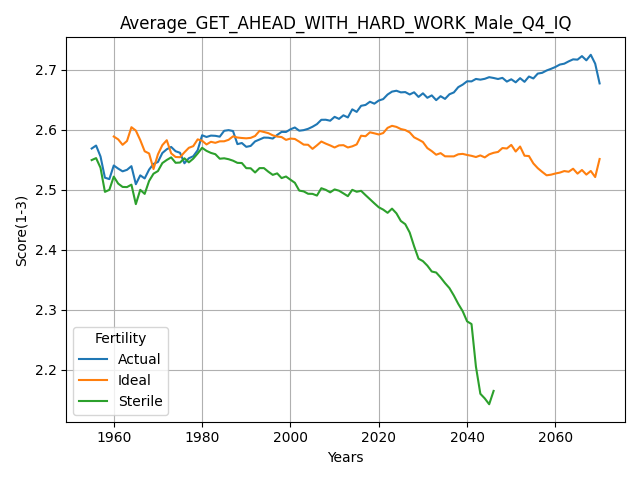 Average_GET_AHEAD_WITH_HARD_WORK_Male_Q4_IQ
Score(1-3)
2.7
2.6
2.5
2.4
2.3
2.2
Fertility
Actual
Ideal
Sterile
1960 1980 2000 2020 2040 2060
Years